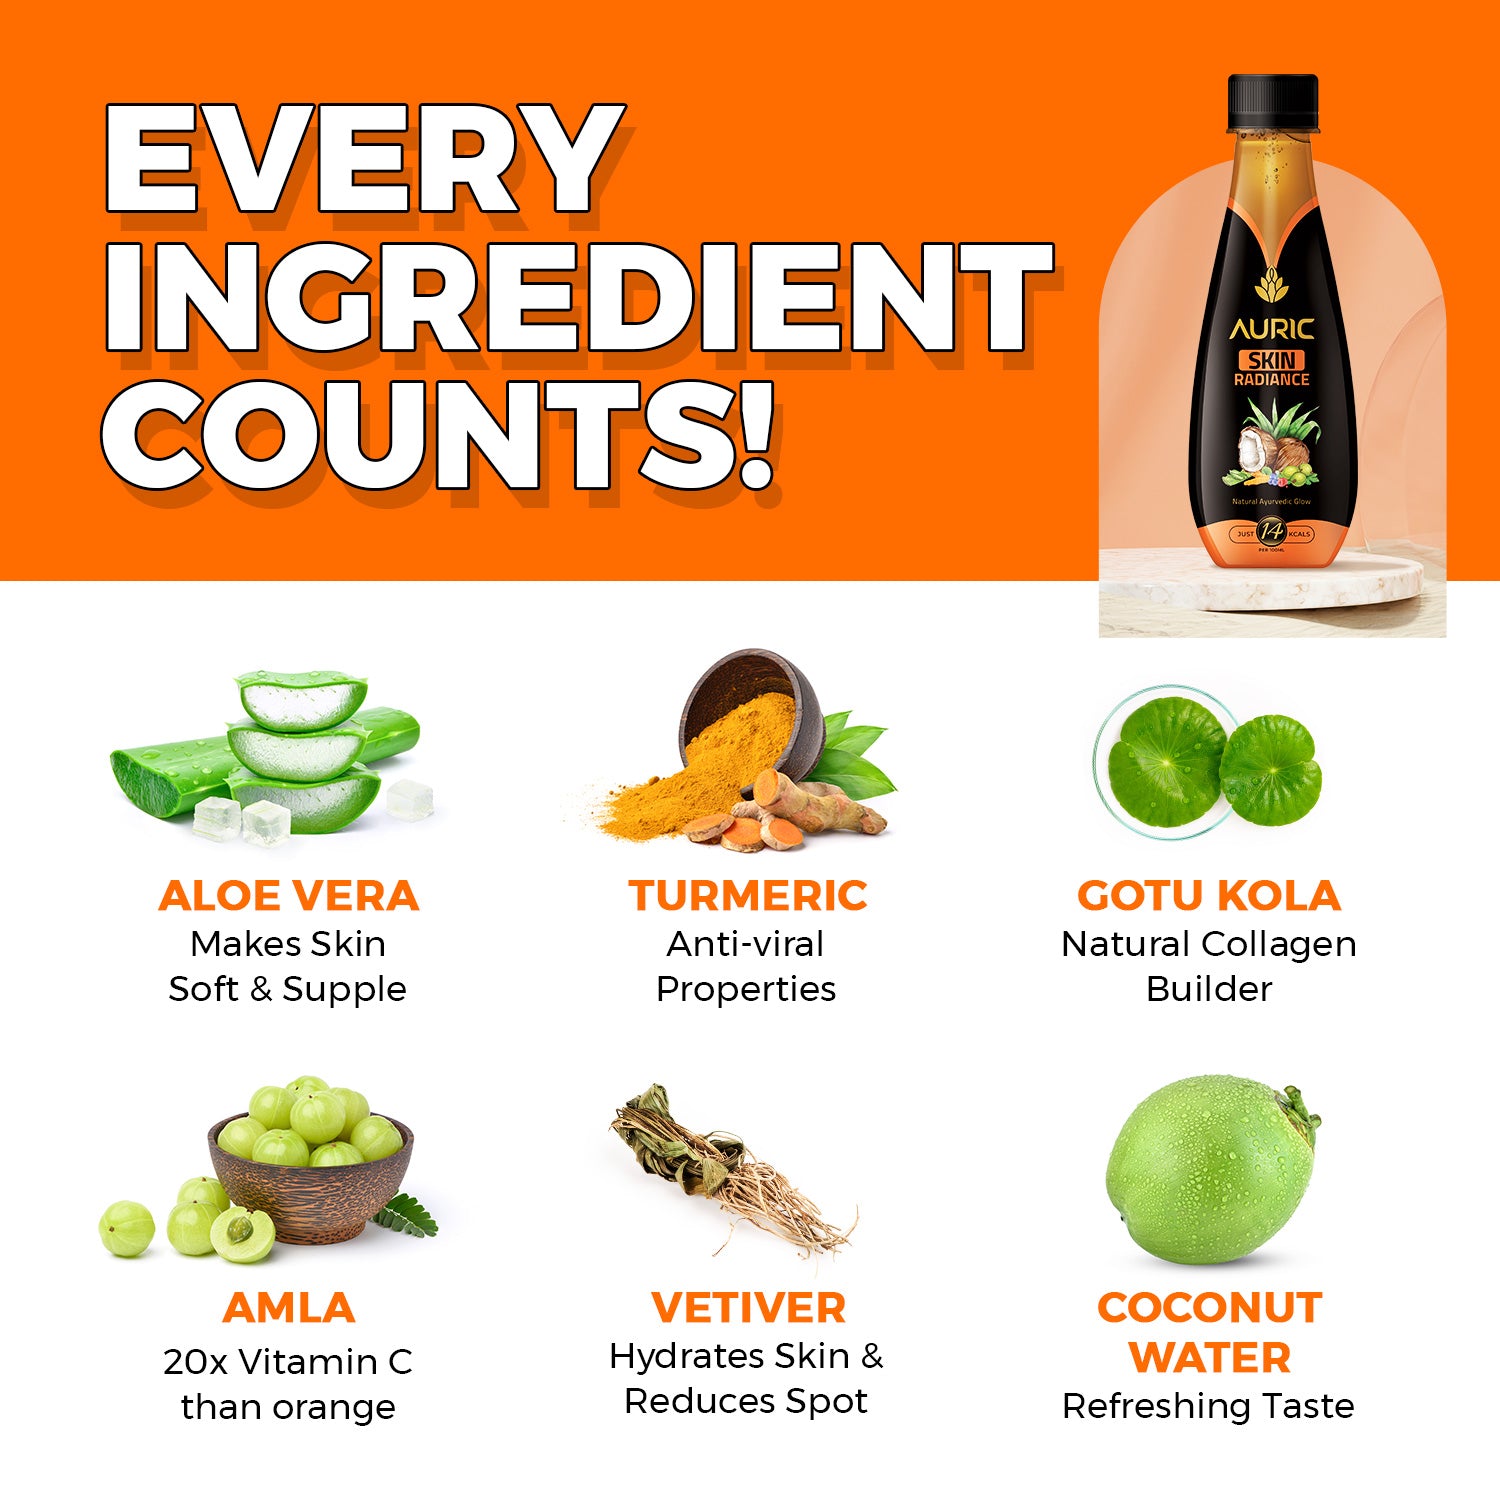 EVERY
INGREDIENT
COUNTS!
AURIC
SKIN
RADIANCE
Natural Ayurvedic Glow
JUST 14 KCALS
PER 100ML
ALOE VERA
Makes Skin
Soft & Supple
TURMERIC
Anti-viral
Properties
GOTU KOLA
Natural Collagen
Builder
AMLA
20x Vitamin C
than orange
VETIVER
Hydrates Skin &
Reduces Spot
COCONUT
WATER
Refreshing Taste